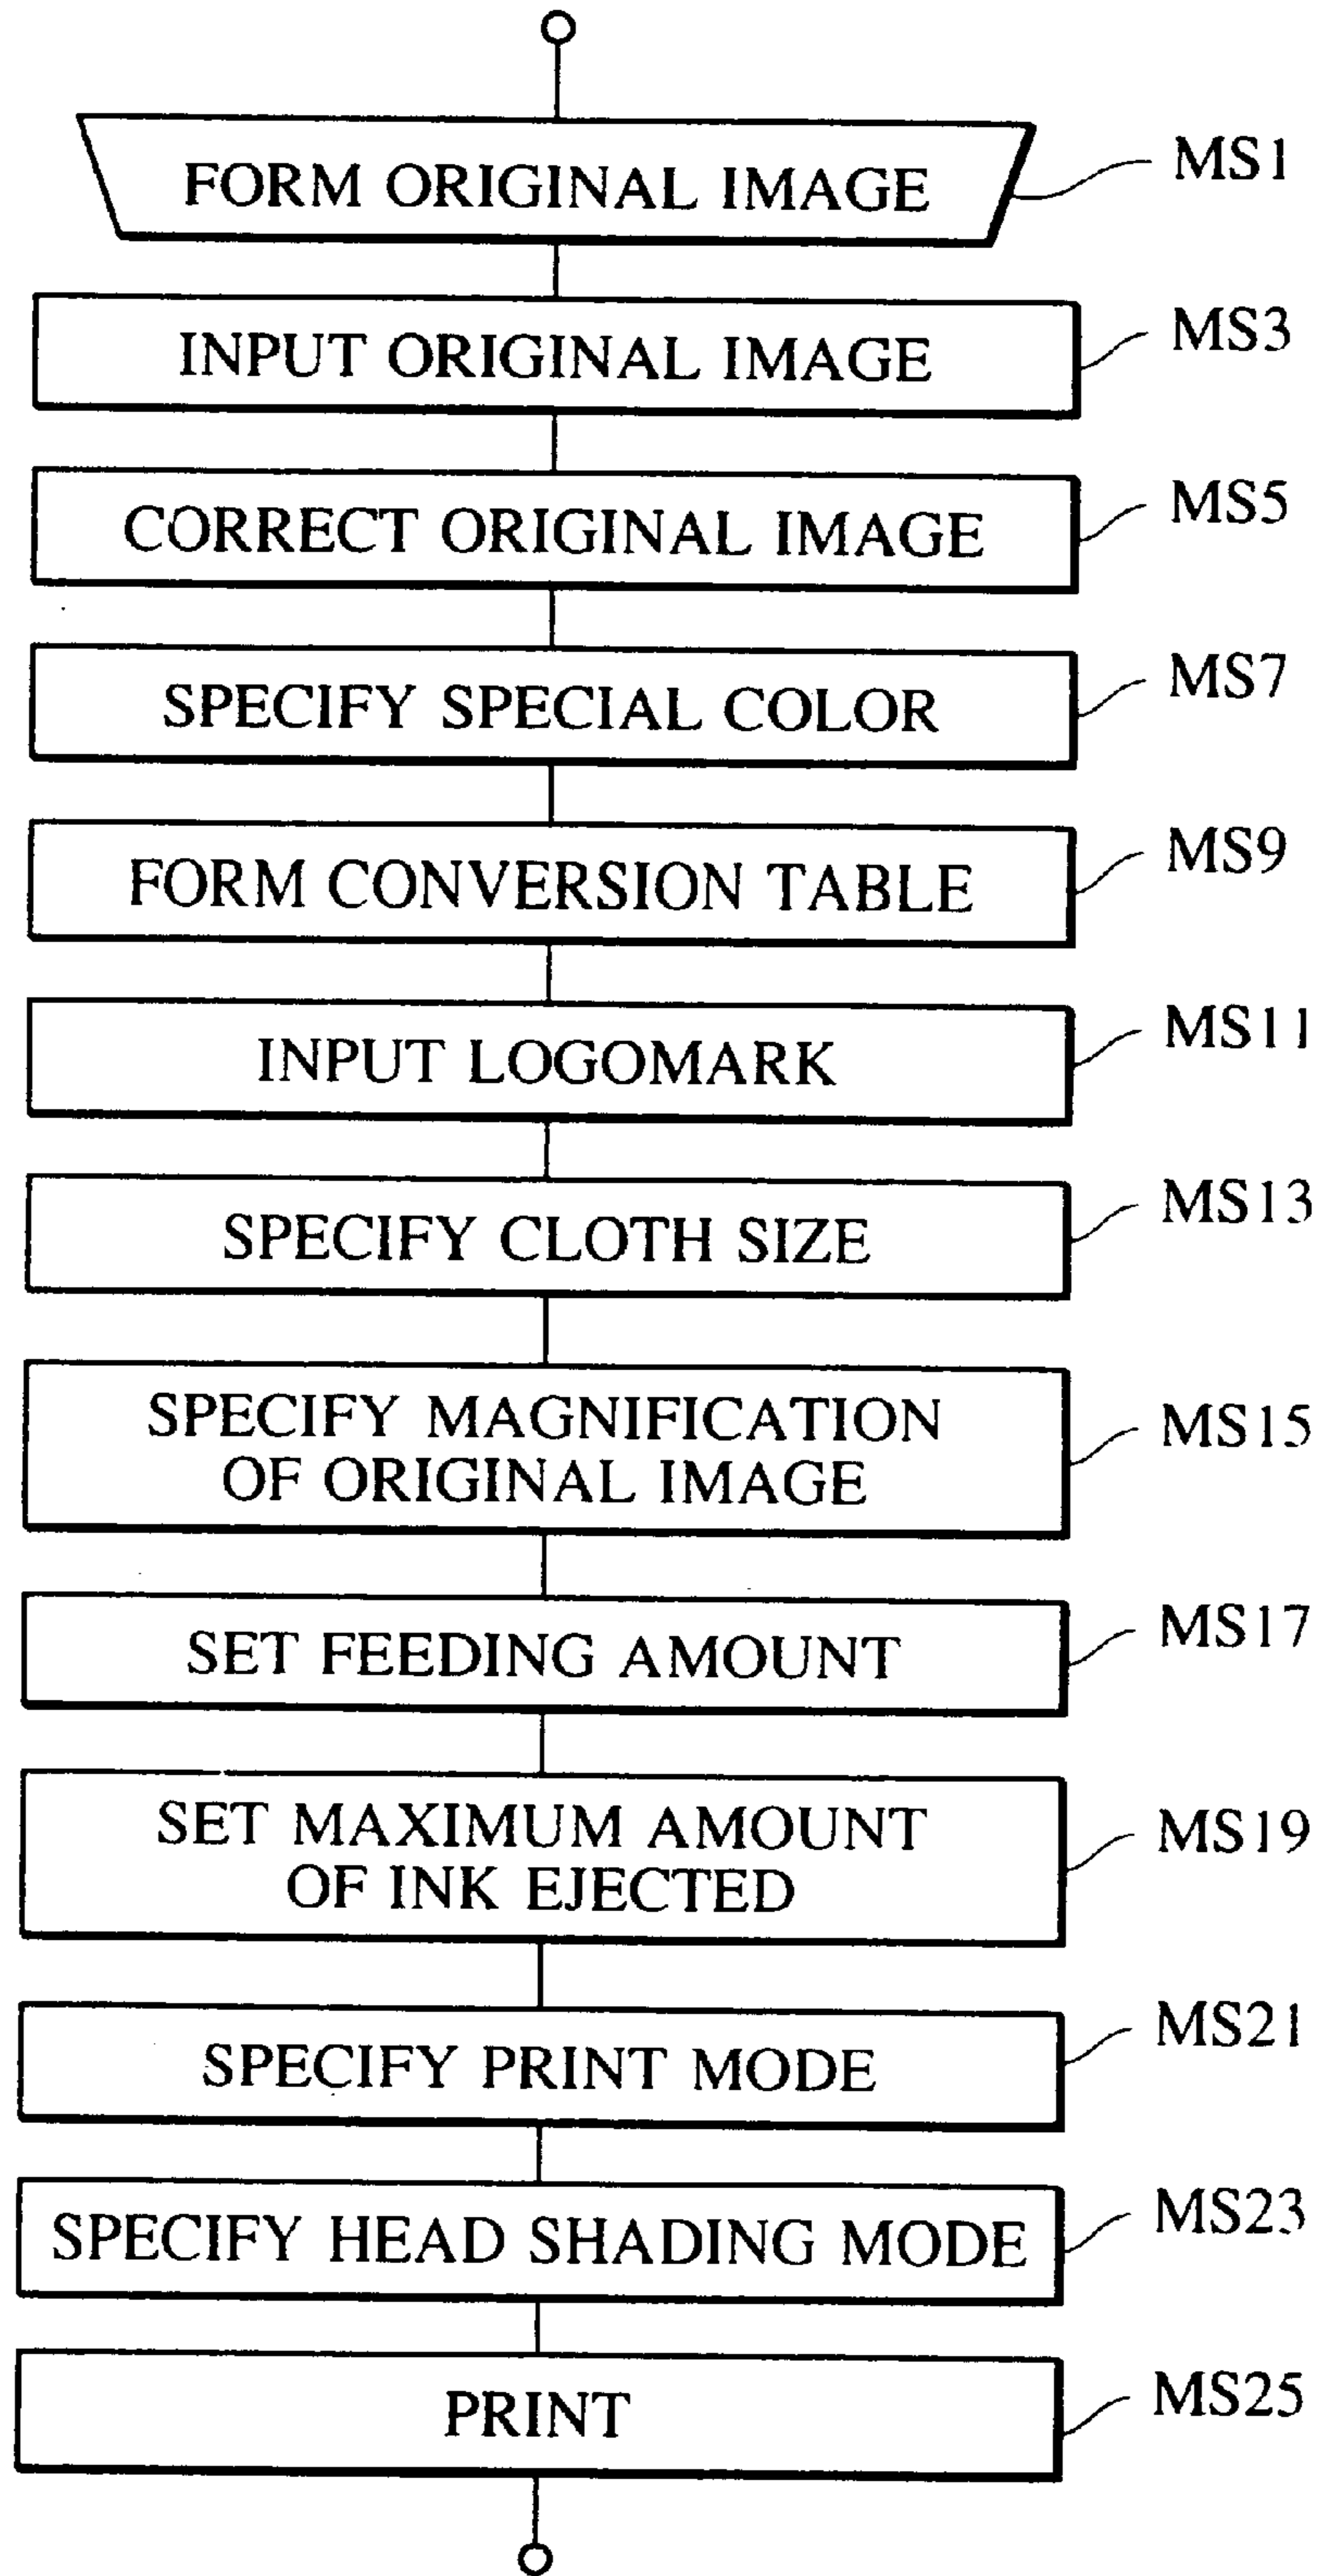 FORM ORIGINAL IMAGE
MS1
INPUT ORIGINAL IMAGE
MS3
CORRECT ORIGINAL IMAGE
MS5
SPECIFY SPECIAL COLOR
MS7
FORM CONVERSION TABLE
MS9
INPUT LOGOMARK
MS11
SPECIFY CLOTH SIZE
MS13
SPECIFY MAGNIFICATION
OF ORIGINAL IMAGE
MS15
SET FEEDING AMOUNT
MS17
SET MAXIMUM AMOUNT
OF INK EJECTED
MS19
SPECIFY PRINT MODE
MS21
SPECIFY HEAD SHADING MODE
MS23
PRINT
MS25